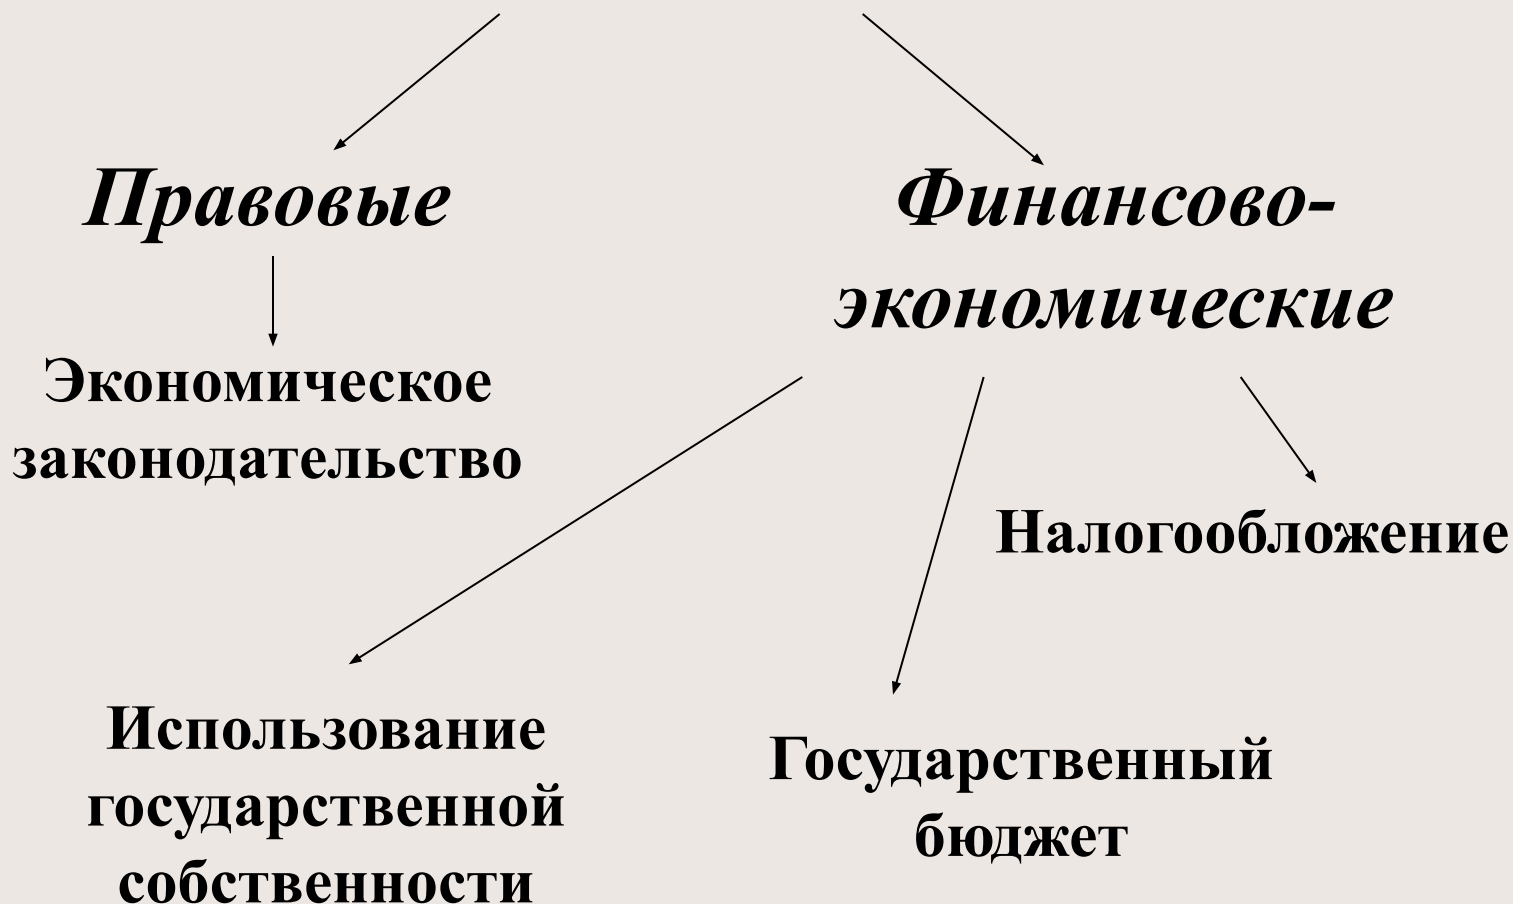 Правовые
Финансово-
экономические
Экономическое
законодательство
Налогообложение
Использование
государственной
собственности
Государственный
бюджет